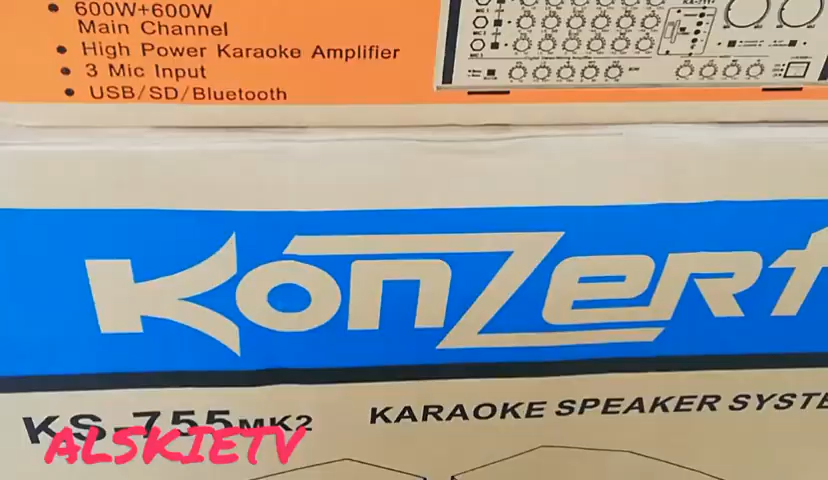 600W+600W
Main Channel
High Power Karaoke Amplifier
3 Mic Input
USB/SD/Bluetooth
Konzert
KS-755MK2
KARAOKE SPEAKER SYSTE
ALSKIETV